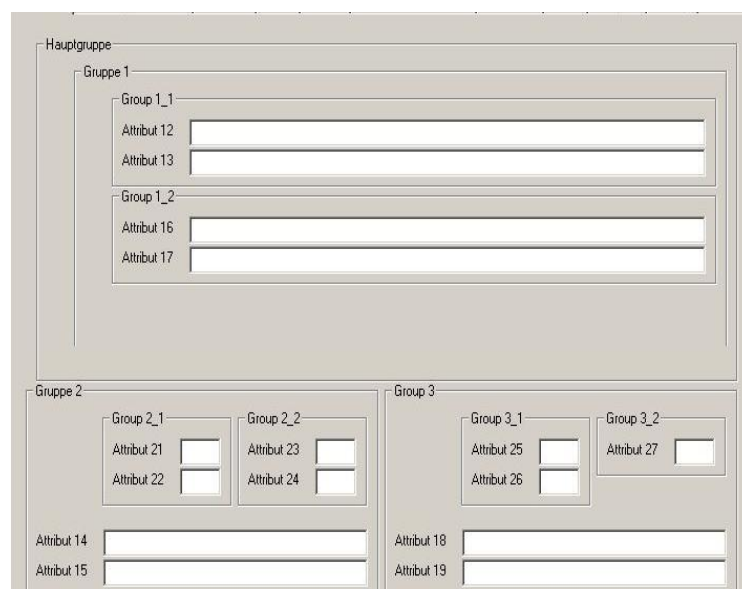 Hauptgruppe
Gruppe 1
Group 1_1
Attribut 12
Attribut 13
Group 1_2
Attribut 16
Attribut 17
Gruppe 2
Group 2_1
Attribut 21
Attribut 22
Group 2_2
Attribut 23
Attribut 24
Attribut 14
Attribut 15
Group 3
Group 3_1
Attribut 25
Attribut 26
Group 3_2
Attribut 27
Attribut 18
Attribut 19